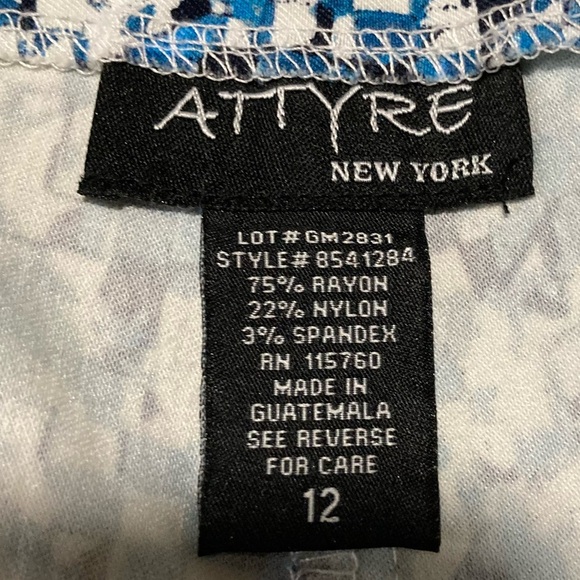 ATTYRE
NEW YORK
LOT# GM2831
STYLE# 8541284
75% RAYON
22% NYLON
3% SPANDEX
RN 115760
MADE IN
GUATEMALA
SEE REVERSE
FOR CARE
12